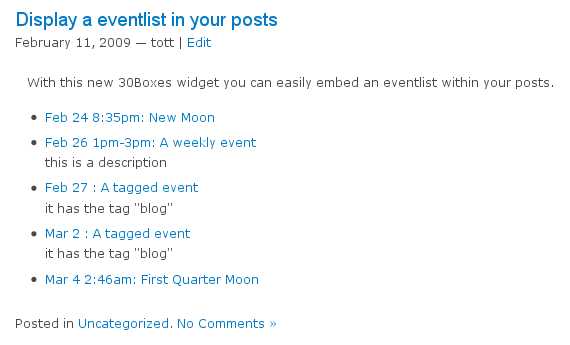 Display a eventlist in your posts
February 11, 2009 — tott | Edit
With this new 30Boxes widget you can easily embed an eventlist within your posts.
Feb 24 8:35pm: New Moon
Feb 26 1pm-3pm: A weekly event
this is a description
Feb 27 : A tagged event
it has the tag "blog"
Mar 2 : A tagged event
it has the tag "blog"
Mar 4 2:46am: First Quarter Moon
Posted in Uncategorized. No Comments »